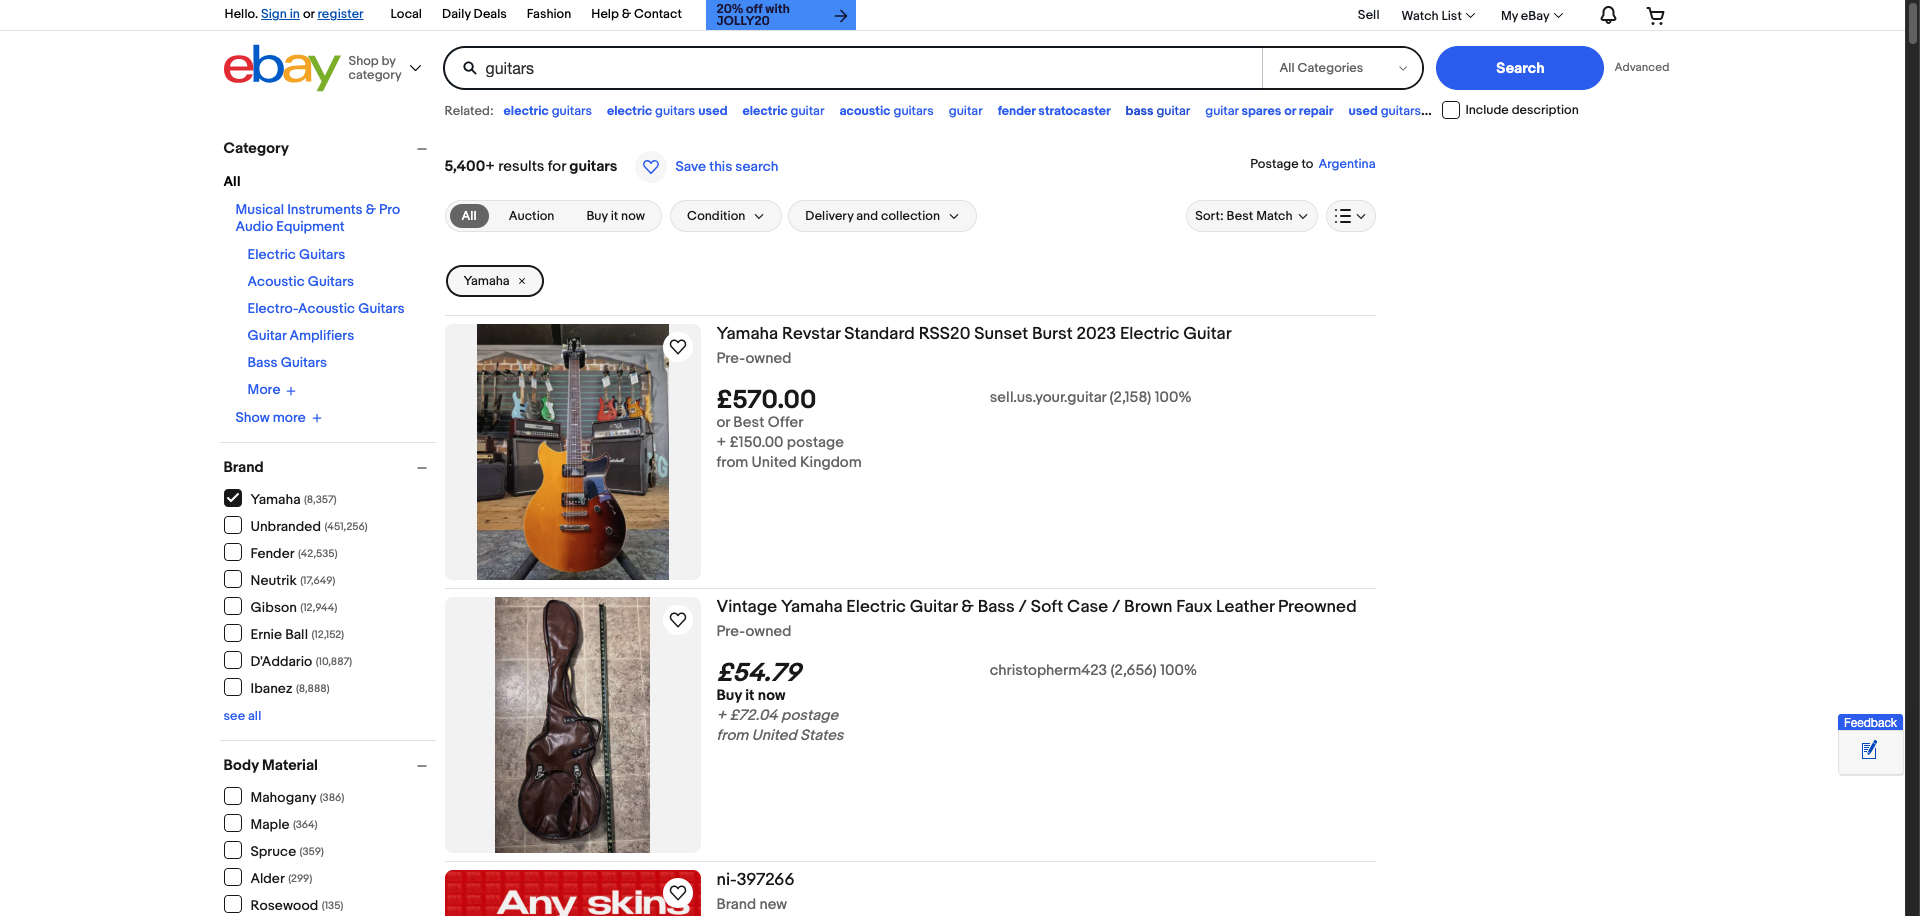 Hello. Sign in or register
Local
Daily Deals
Fashion
Help & Contact
20% off with
JOLLY20
Sell
Watch List
My eBay
ebay
Shop by
category
guitars
All Categories
Search
Advanced
Related: electric guitars electric guitars used electric guitar acoustic guitars guitar fender stratocaster bass guitar guitar spares or repair used guitars...
Include description
Category
All
Musical Instruments & Pro
Audio Equipment
Electric Guitars
Acoustic Guitars
Electro-Acoustic Guitars
Guitar Amplifiers
Bass Guitars
More
Show more
Brand
Yamaha (8,357)
Unbranded (451,256)
Fender (42,535)
Neutrik (17,649)
Gibson (12,944)
Ernie Ball (12,152)
D'Addario (10,887)
Ibanez (8,888)
see all
Body Material
Mahogany (386)
Maple (364)
Spruce (359)
Alder (299)
Rosewood (135)
5,400+ results for guitars
Save this search
Postage to Argentina
All
Auction
Buy it now
Condition
Delivery and collection
Sort: Best Match
Yamaha
Yamaha Revstar Standard RSS20 Sunset Burst 2023 Electric Guitar
Pre-owned
£570.00
or Best Offer
+ £150.00 postage
from United Kingdom
sell.us.your.guitar (2,158) 100%
Vintage Yamaha Electric Guitar & Bass / Soft Case / Brown Faux Leather Preowned
Pre-owned
£54.79
Buy it now
+ £72.04 postage
from United States
christopherm423 (2,656) 100%
Any skins
ni-397266
Brand new
Feedback